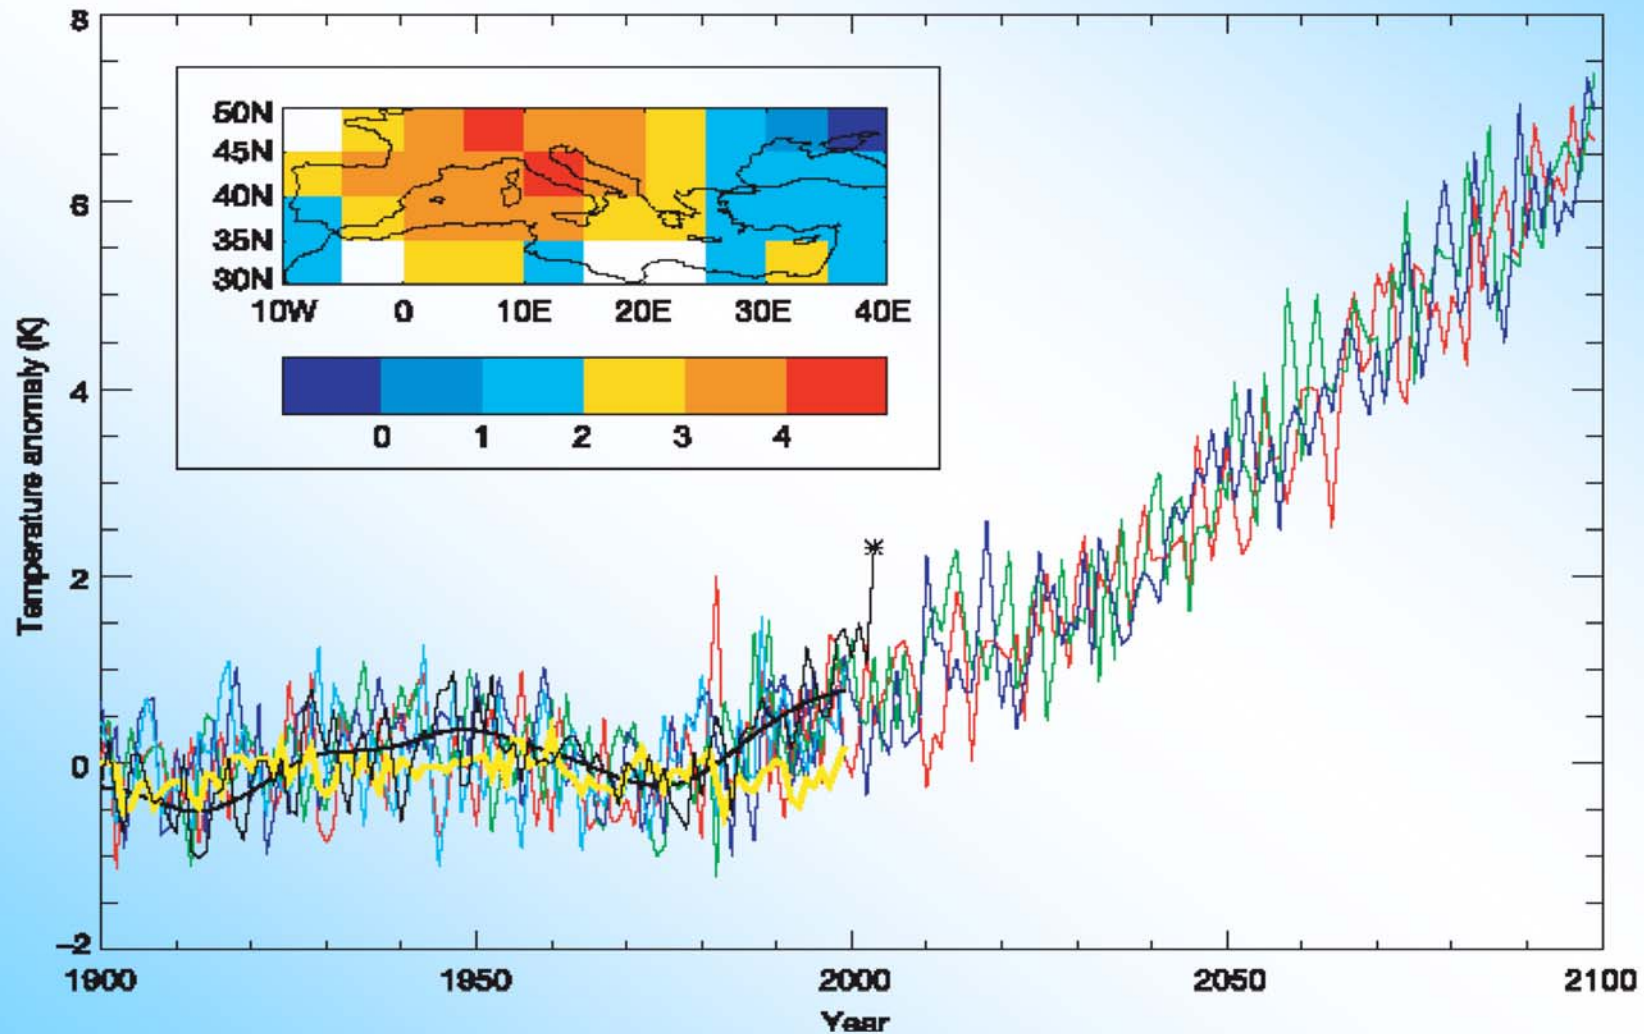 8
6
4
2
0
-2
Temperature anomaly (K)
50N
45N
40N
35N
30N
10W 0 10E 20E 30E 40E
0 1 2 3 4
1900 1950 2000 2050 2100
Year